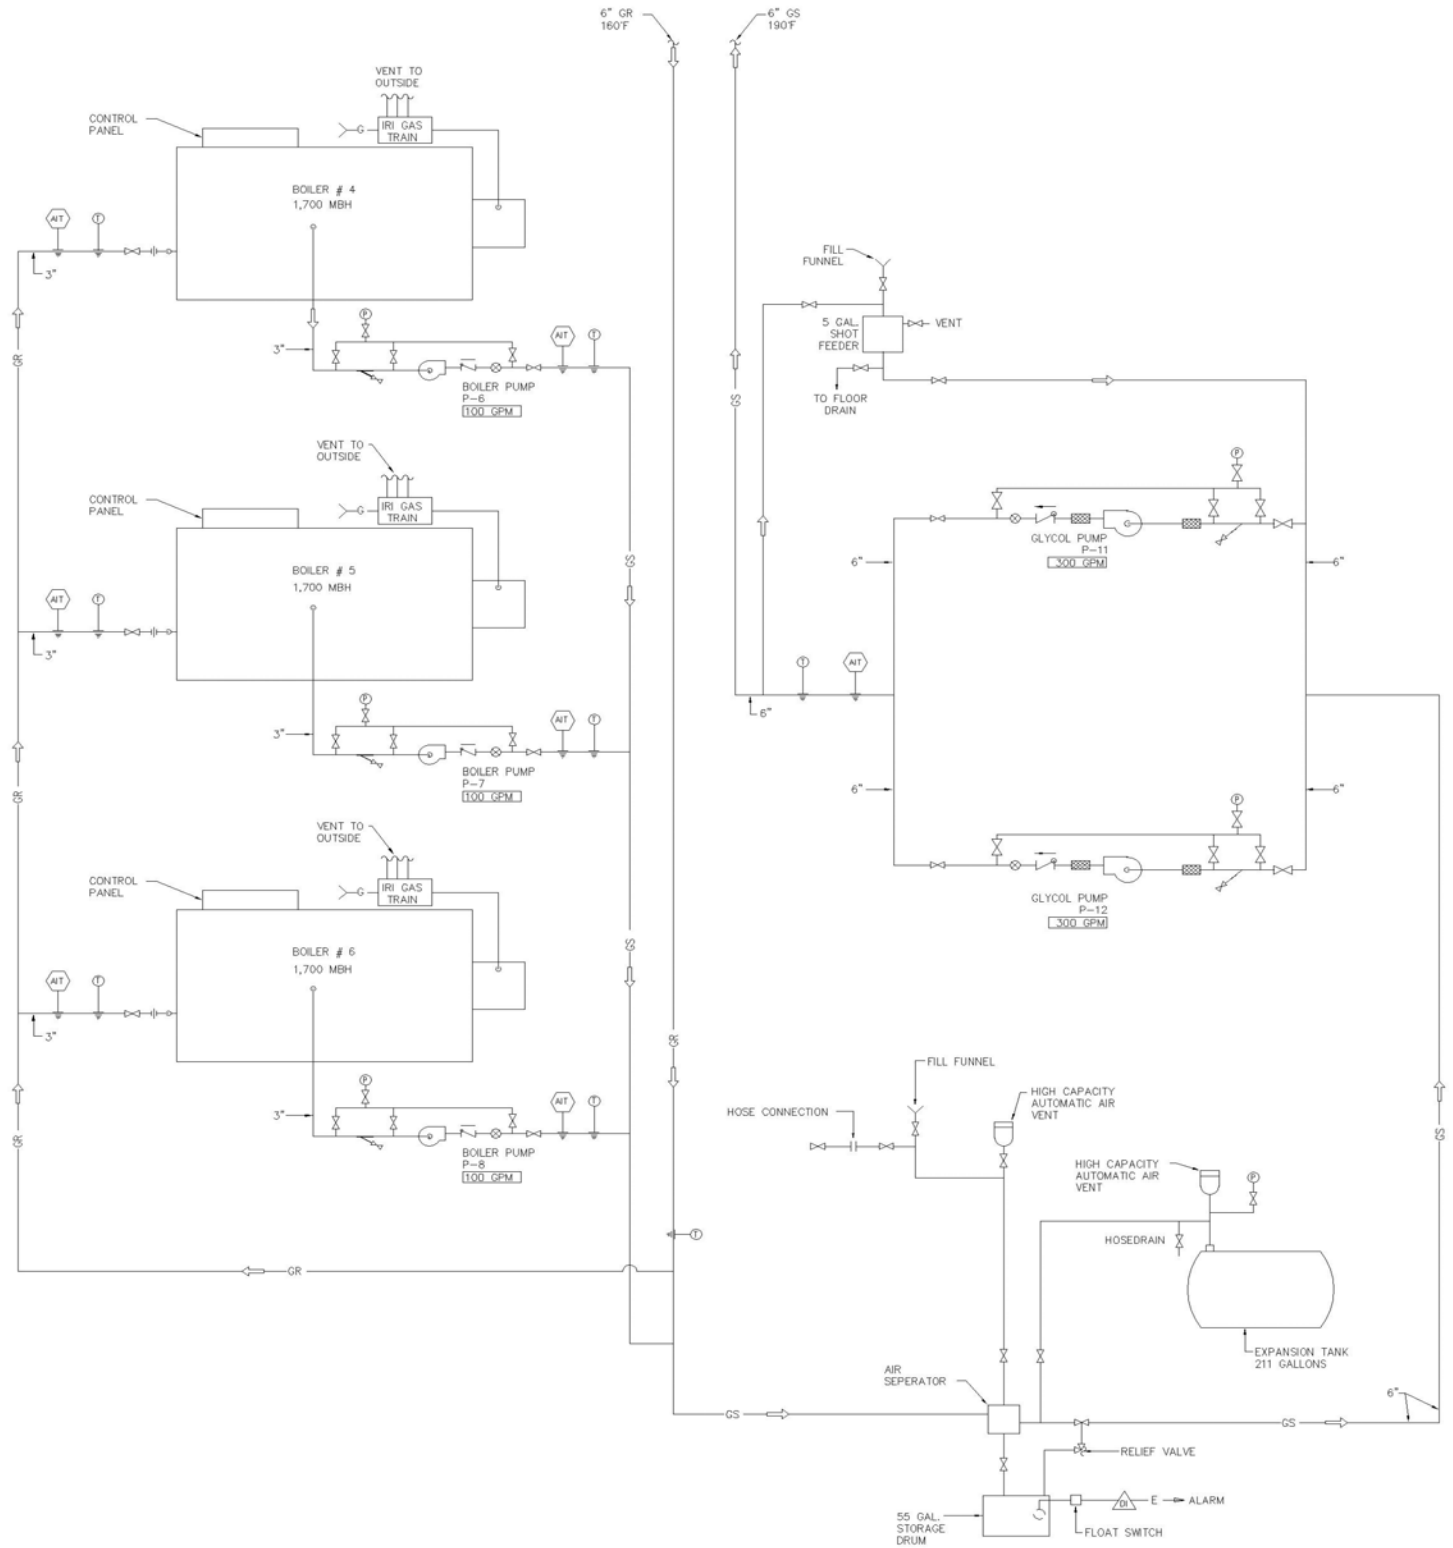 6" GR
160°F
6" GS
190°F
VENT TO
OUTSIDE
CONTROL
PANEL
G
IRI GAS
TRAIN
BOILER # 4
1,700 MBH
AIT
T
3"
P
3"
AIT
T
BOILER PUMP
P-6
100 GPM
GR
GS
FILL
FUNNEL
5 GAL.
SHOT
FEEDER
VENT
TO FLOOR
DRAIN
VENT TO
OUTSIDE
CONTROL
PANEL
G
IRI GAS
TRAIN
BOILER # 5
1,700 MBH
AIT
T
3"
P
3"
AIT
T
BOILER PUMP
P-7
100 GPM
GR
GS
P
GLYCOL PUMP
P-11
300 GPM
6"
6"
T
AIT
6"
6"
6"
P
GLYCOL PUMP
P-12
300 GPM
VENT TO
OUTSIDE
CONTROL
PANEL
G
IRI GAS
TRAIN
BOILER # 6
1,700 MBH
AIT
T
3"
P
3"
AIT
T
BOILER PUMP
P-8
100 GPM
GR
GS
GR
T
GR
FILL FUNNEL
HOSE CONNECTION
HIGH CAPACITY
AUTOMATIC AIR
VENT
HIGH CAPACITY
AUTOMATIC AIR
VENT
P
HOSEDRAIN
GS
EXPANSION TANK
211 GALLONS
AIR
SEPERATOR
6"
GS
GS
RELIEF VALVE
55 GAL.
STORAGE
DRUM
DI
E
ALARM
FLOAT SWITCH